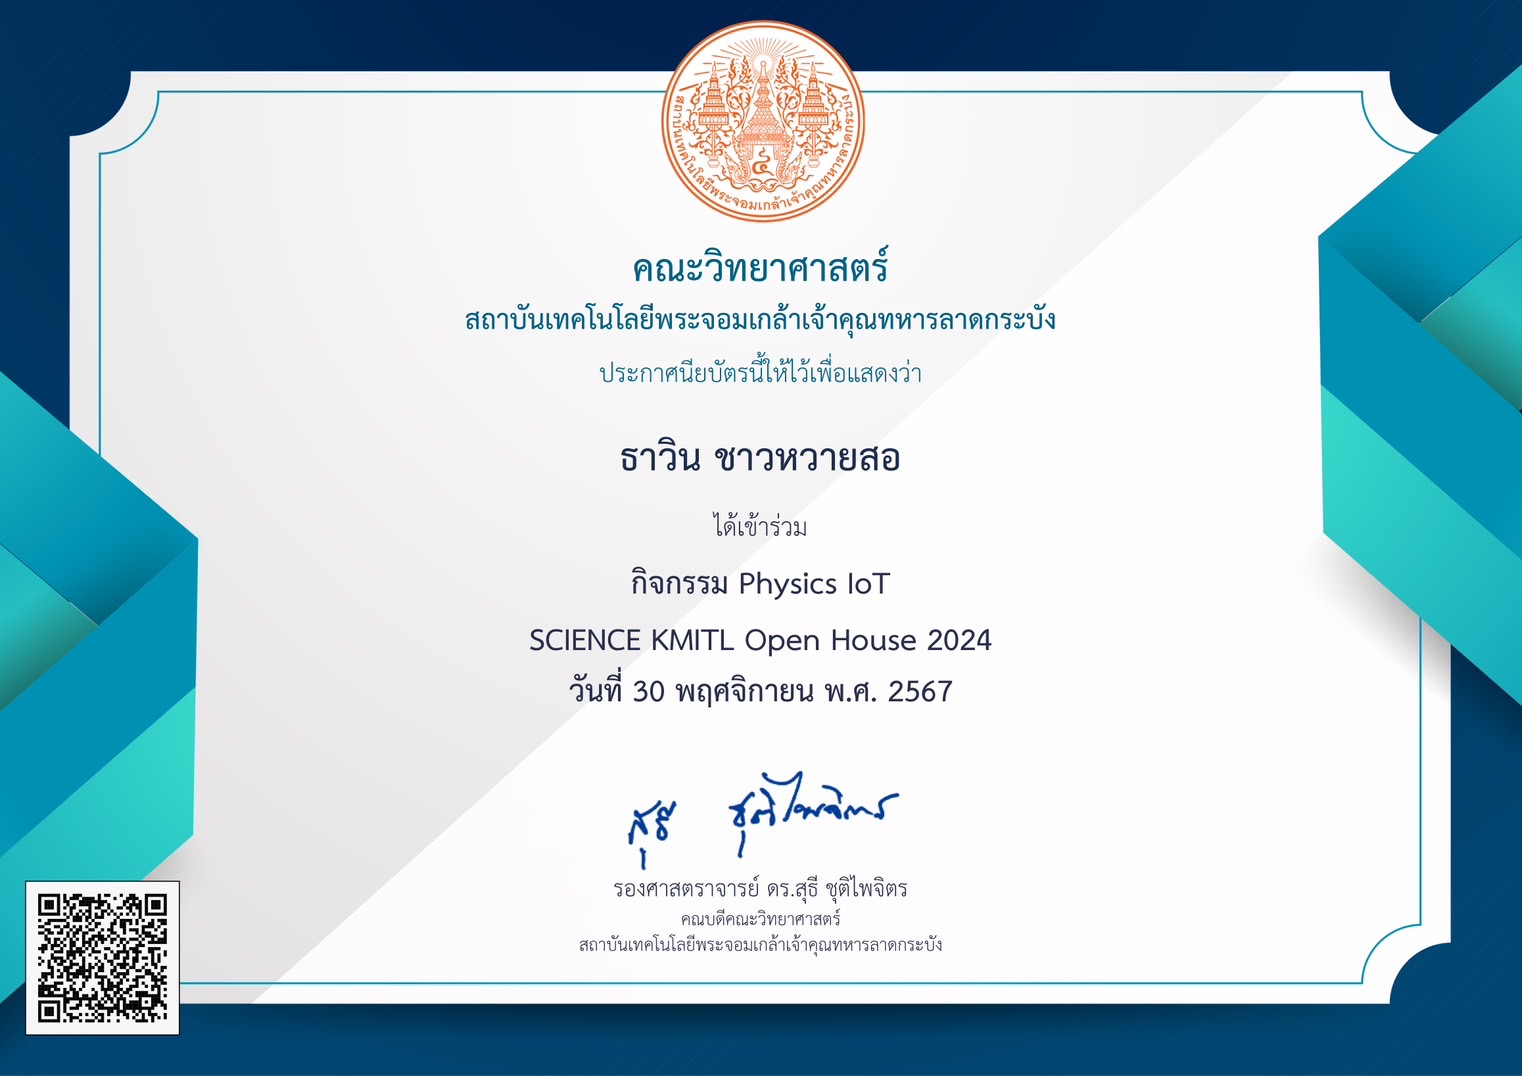 สถาบันเทคโนโลยีพระจอมเกล้าเจ้าคุณทหารลาดกระบัง
คณะวิทยาศาสตร์
สถาบันเทคโนโลยีพระจอมเกล้าเจ้าคุณทหารลาดกระบัง
ประกาศนียบัตรนี้ให้ไว้เพื่อแสดงว่า
ธาวิน ชาวหวายสอ
ได้เข้าร่วม
กิจกรรม Physics IoT
SCIENCE KMITL Open House 2024
วันที่ 30 พฤศจิกายน พ.ศ. 2567
สุธี ชุติไพจิตร
รองศาสตราจารย์ ดร.สุธี ชุติไพจิตร
คณบดีคณะวิทยาศาสตร์
สถาบันเทคโนโลยีพระจอมเกล้าเจ้าคุณทหารลาดกระบัง